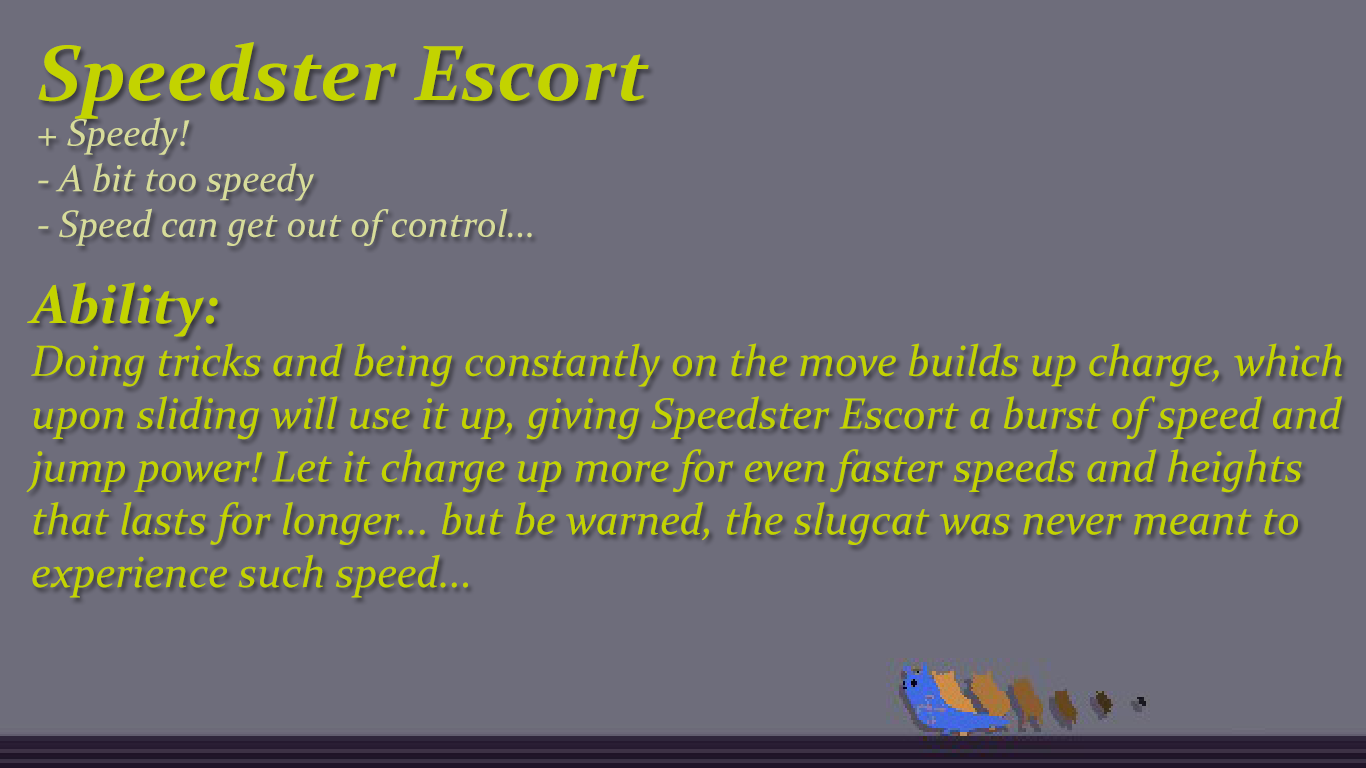 Speedster Escort
+ Speedy!
- A bit too speedy
- Speed can get out of control...
Ability:
Doing tricks and being constantly on the move builds up charge, which
upon sliding will use it up, giving Speedster Escort a burst of speed and
jump power! Let it charge up more for even faster speeds and heights
that lasts for longer... but be warned, the slugcat was never meant to
experience such speed...